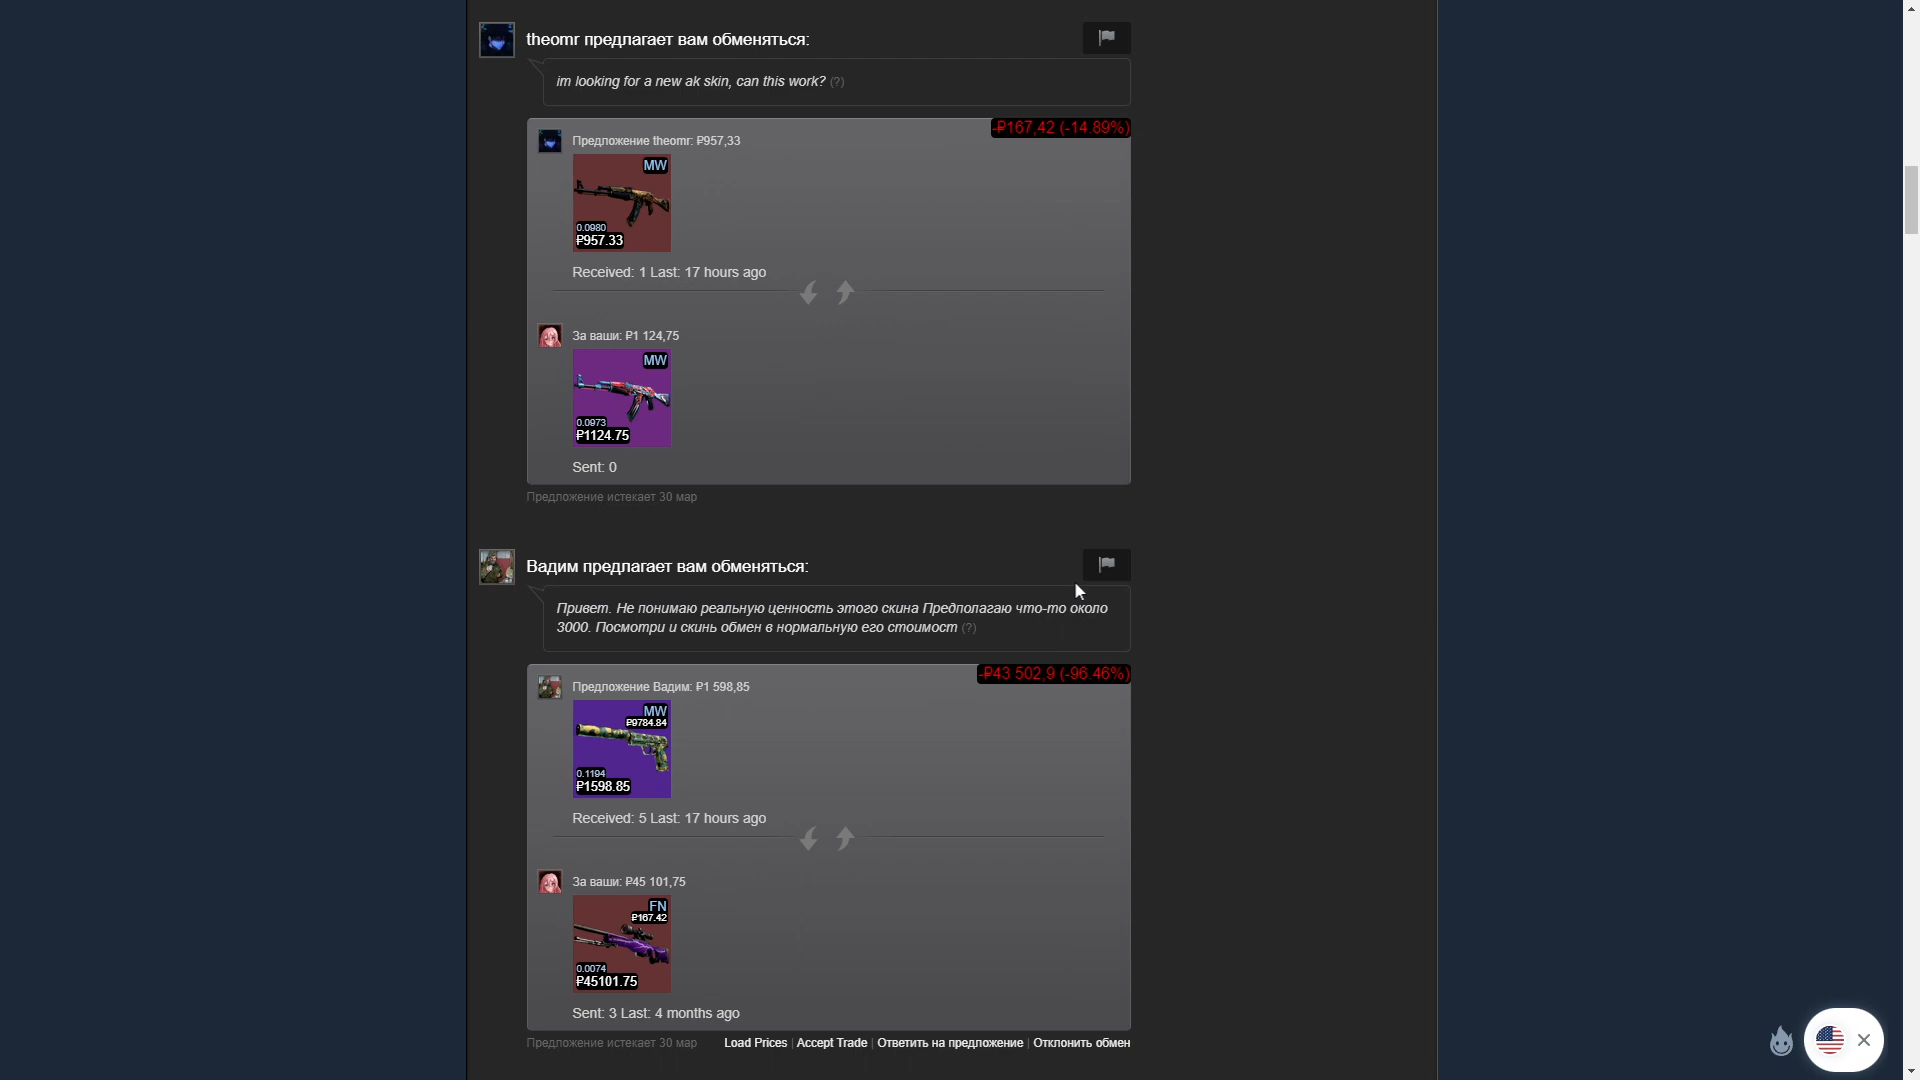 theomr предлагает вам обменяться:
im looking for a new ak skin, can this work? (?)
-₽167,42 (-14.89%)
Предложение theomr: ₽957,33
MW
0.0980
₽957.33
Received: 1 Last: 17 hours ago
За ваши: ₽1 124,75
MW
0.0973
₽1124.75
Sent: 0
Предложение истекает 30 мар
Вадим предлагает вам обменяться:
Привет. Не понимаю реальную ценность этого скина Предполагаю что-то около
3000. Посмотри и скинь обмен в нормальную его стоимост (?)
-₽43 502,9 (-96.46%)
Предложение Вадим: ₽1 598,85
MW
₽9784.84
0.1194
₽1598.85
Received: 5 Last: 17 hours ago
За ваши: ₽45 101,75
FN
₽167.42
0.0074
₽45101.75
Sent: 3 Last: 4 months ago
Предложение истекает 30 мар Load Prices | Accept Trade | Ответить на предложение | Отклонить обмен